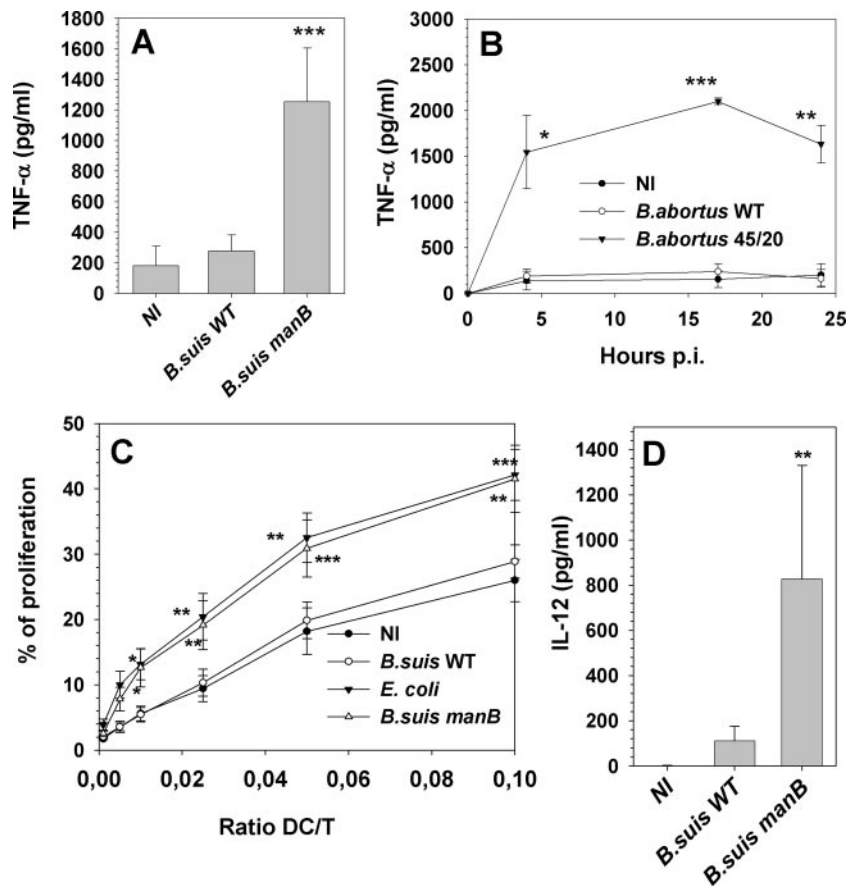 A
TNF-α (pg/ml)
1800
1600
1400
1200
1000
800
600
400
200
0
***
NI
B.suis WT
B.suis manB
B
TNF-α (pg/ml)
3000
2500
2000
1500
1000
500
0
*
***
**
NI
B.abortus WT
B.abortus 45/20
0 5 10 15 20 25
Hours p.i.
C
% of proliferation
50
40
30
20
10
0
*
*
**
**
**
***
***
**
NI
B.suis WT
E. coli
B.suis manB
0,00 0,02 0,04 0,06 0,08 0,10
Ratio DC/T
D
IL-12 (pg/ml)
1400
1200
1000
800
600
400
200
0
**
NI
B.suis WT
B.suis manB